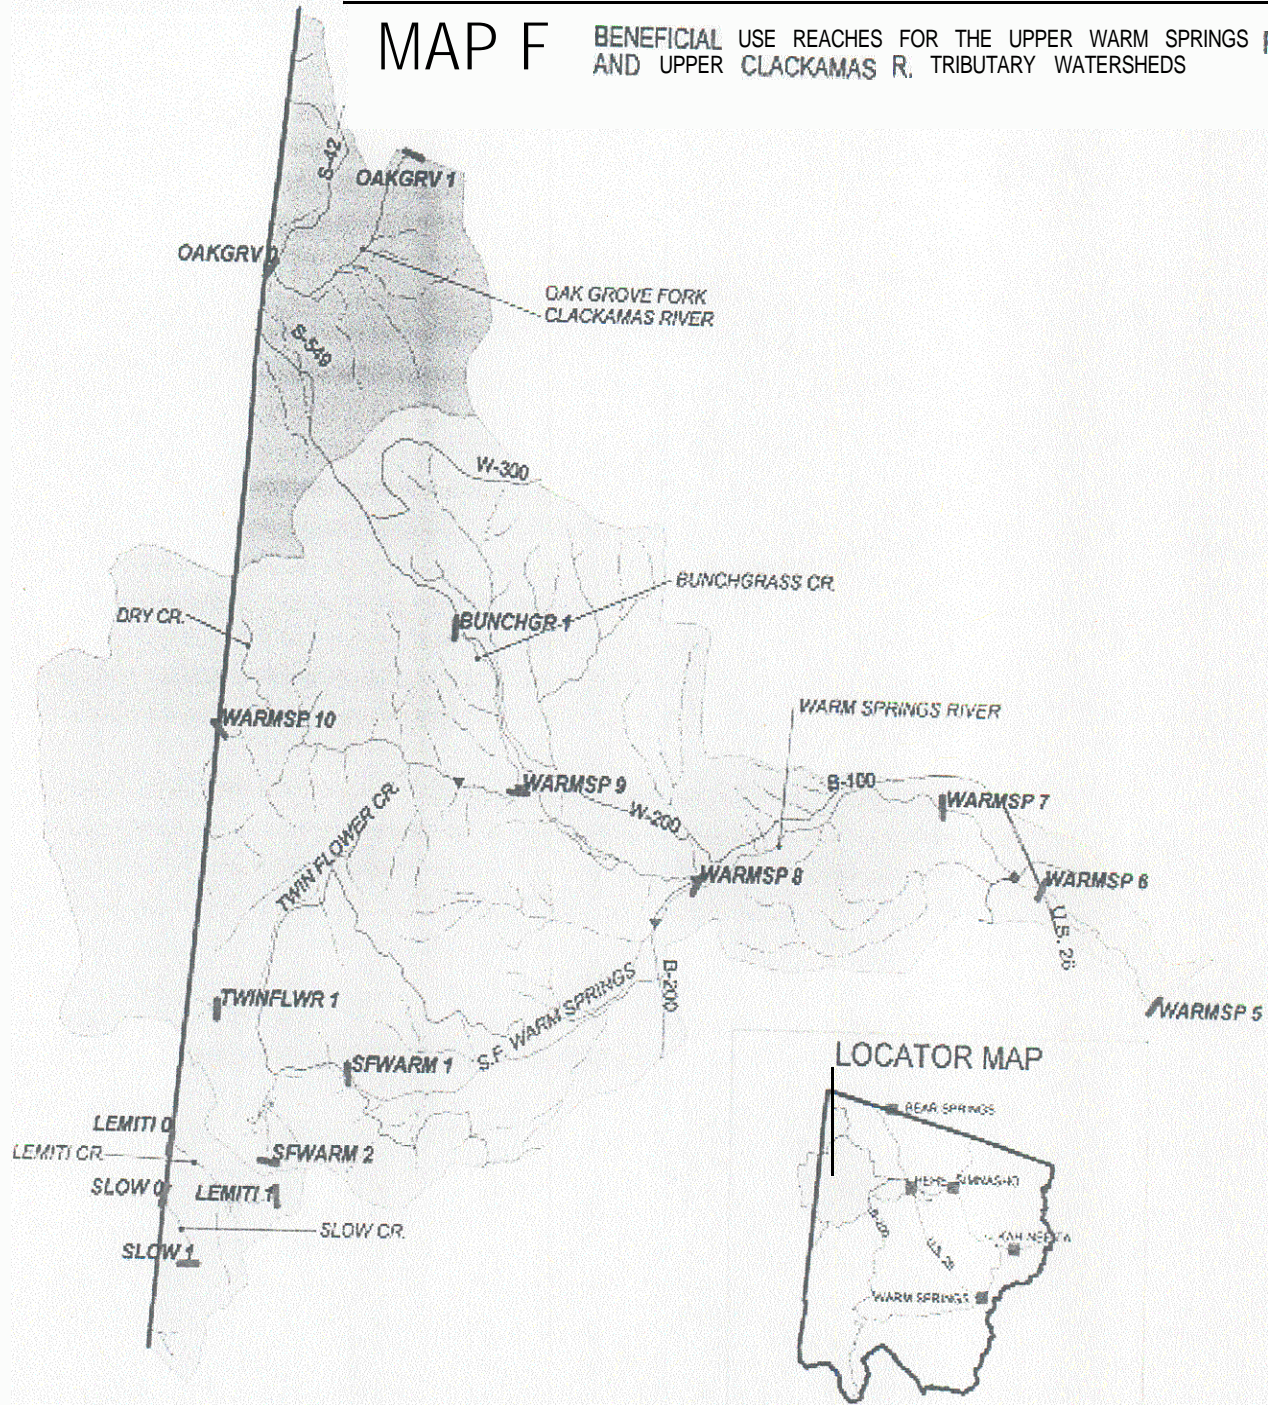 MAP F
BENEFICIAL USE REACHES FOR THE UPPER WARM SPRINGS
AND UPPER CLACKAMAS R. TRIBUTARY WATERSHEDS
S-42
OAKGRV 1
OAKGRV 0
OAK GROVE FORK
CLACKAMAS RIVER
S-549
W-300
BUNCHGRASS CR.
DRY CR.
BUNCHGR 1
WARMSP 10
WARM SPRINGS RIVER
WARMSP 9
B-100
WARMSP 7
TWIN FLOWER CR.
W-200
WARMSP 8
WARMSP 6
U.S. 26
B-200
S.F. WARM SPRINGS
TWINFLWR 1
WARMSP 5
SFWARM 1
LOCATOR MAP
LEMITI 0
LEMITI CR.
SFWARM 2
SLOW 0
LEMITI 1
SLOW CR.
SLOW 1
BEAR SPRINGS
SIMNASHO
U.S. 26
KAH-NEE-TA
WARM SPRINGS